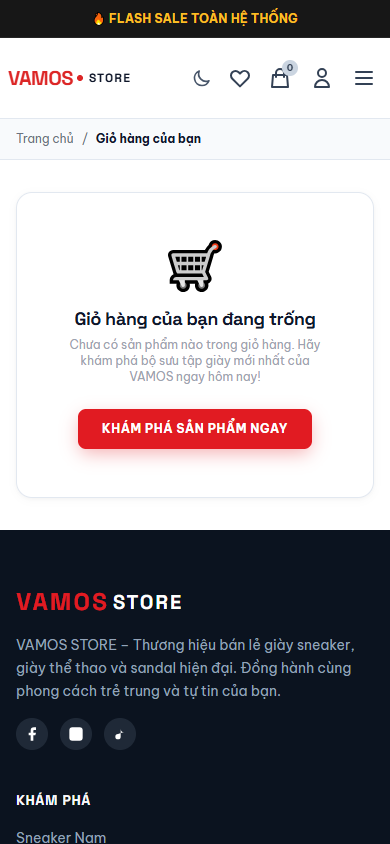 🔥 FLASH SALE TOÀN HỆ THỐNG
VAMOS • STORE
0
Trang chủ / Giỏ hàng của bạn
Giỏ hàng của bạn đang trống
Chưa có sản phẩm nào trong giỏ hàng. Hãy
khám phá bộ sưu tập giày mới nhất của
VAMOS ngay hôm nay!
KHÁM PHÁ SẢN PHẨM NGAY
VAMOS STORE
VAMOS STORE – Thương hiệu bán lẻ giày sneaker,
giày thể thao và sandal hiện đại. Đồng hành cùng
phong cách trẻ trung và tự tin của bạn.
KHÁM PHÁ
Sneaker Nam